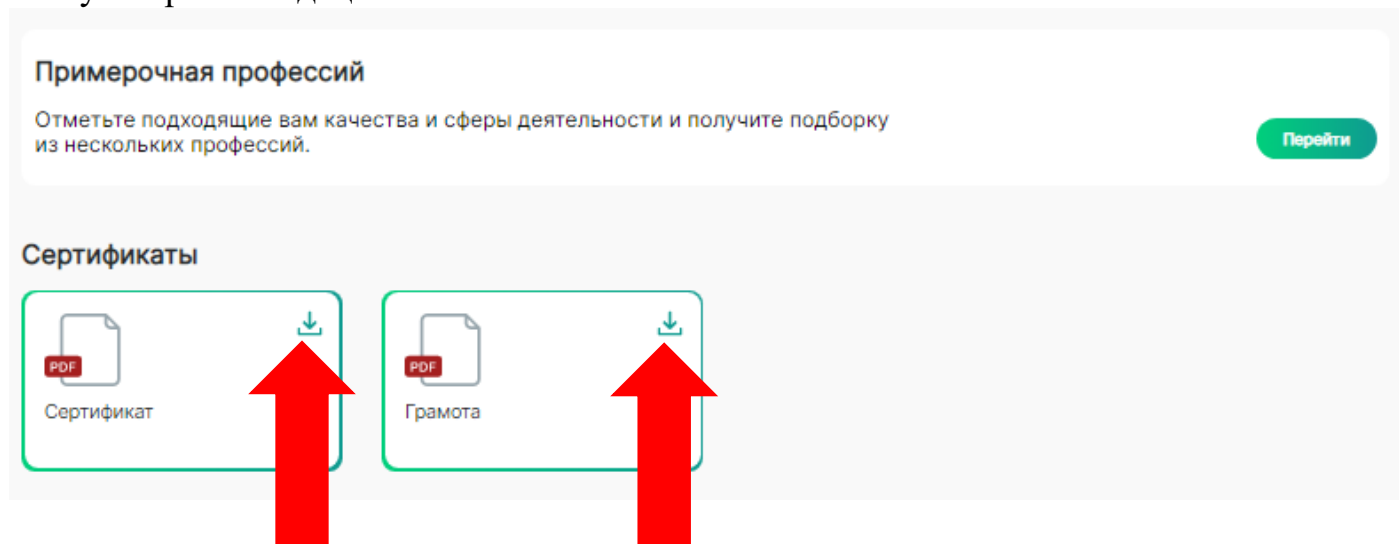 Примерочная профессий
Отметьте подходящие вам качества и сферы деятельности и получите подборку
из нескольких профессий.
Перейти
Сертификаты
PDF
PDF
Сертификат
Грамота